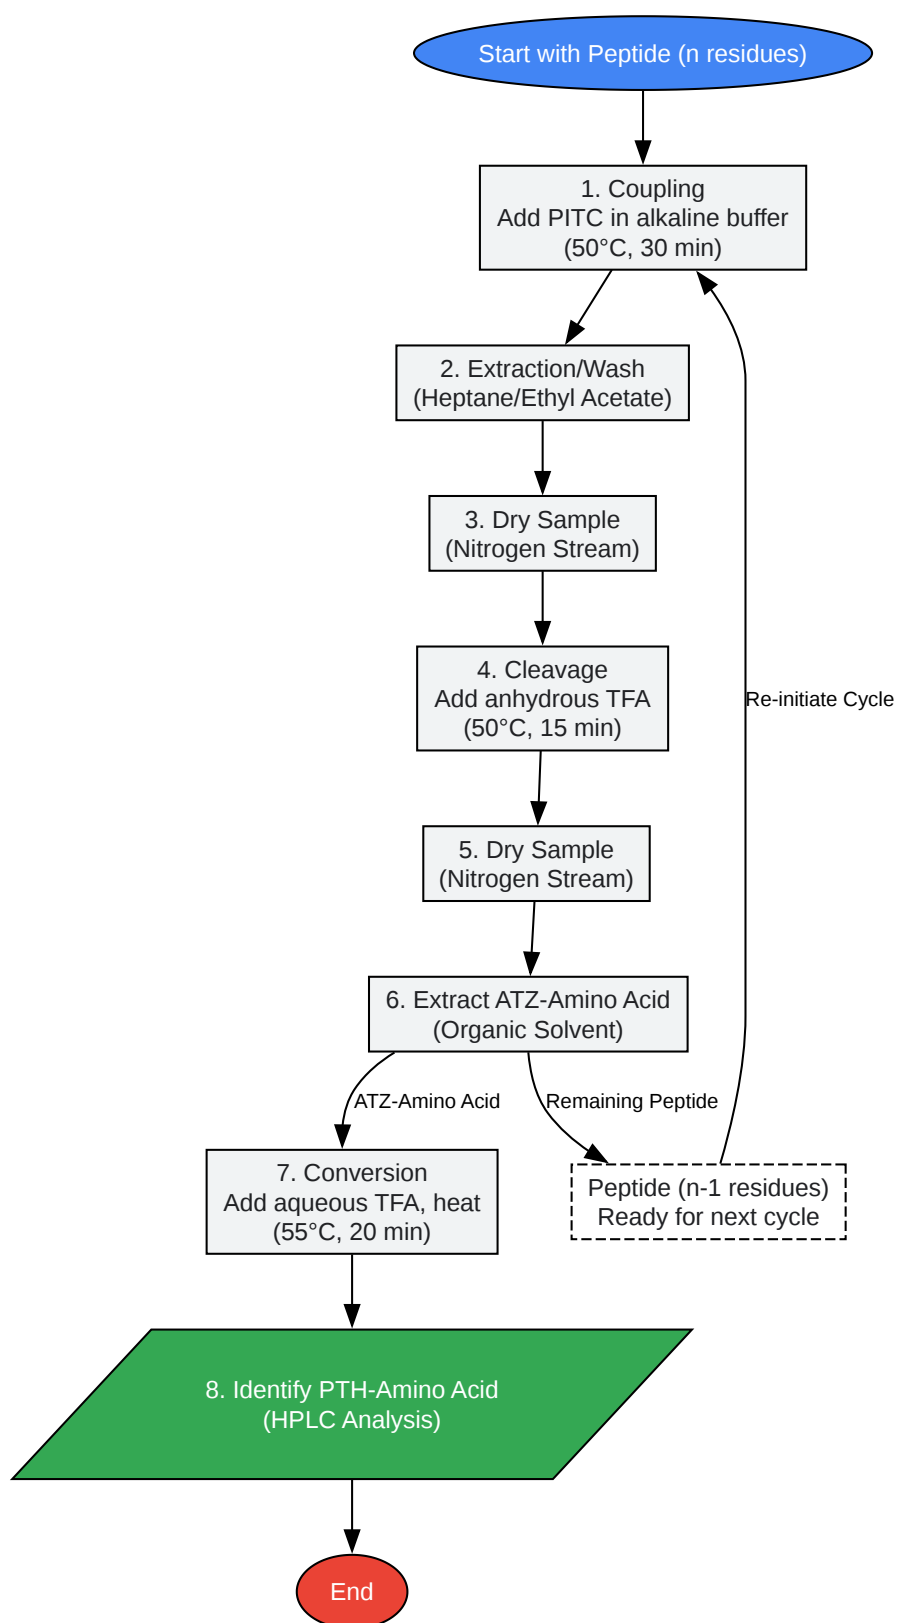 Start with Peptide (n residues)
1. Coupling
Add PITC in alkaline buffer
(50°C, 30 min)
2. Extraction/Wash
(Heptane/Ethyl Acetate)
3. Dry Sample
(Nitrogen Stream)
4. Cleavage
Add anhydrous TFA
(50°C, 15 min)
Re-initiate Cycle
5. Dry Sample
(Nitrogen Stream)
6. Extract ATZ-Amino Acid
(Organic Solvent)
ATZ-Amino Acid
Remaining Peptide
7. Conversion
Add aqueous TFA, heat
(55°C, 20 min)
Peptide (n-1 residues)
Ready for next cycle
8. Identify PTH-Amino Acid
(HPLC Analysis)
End